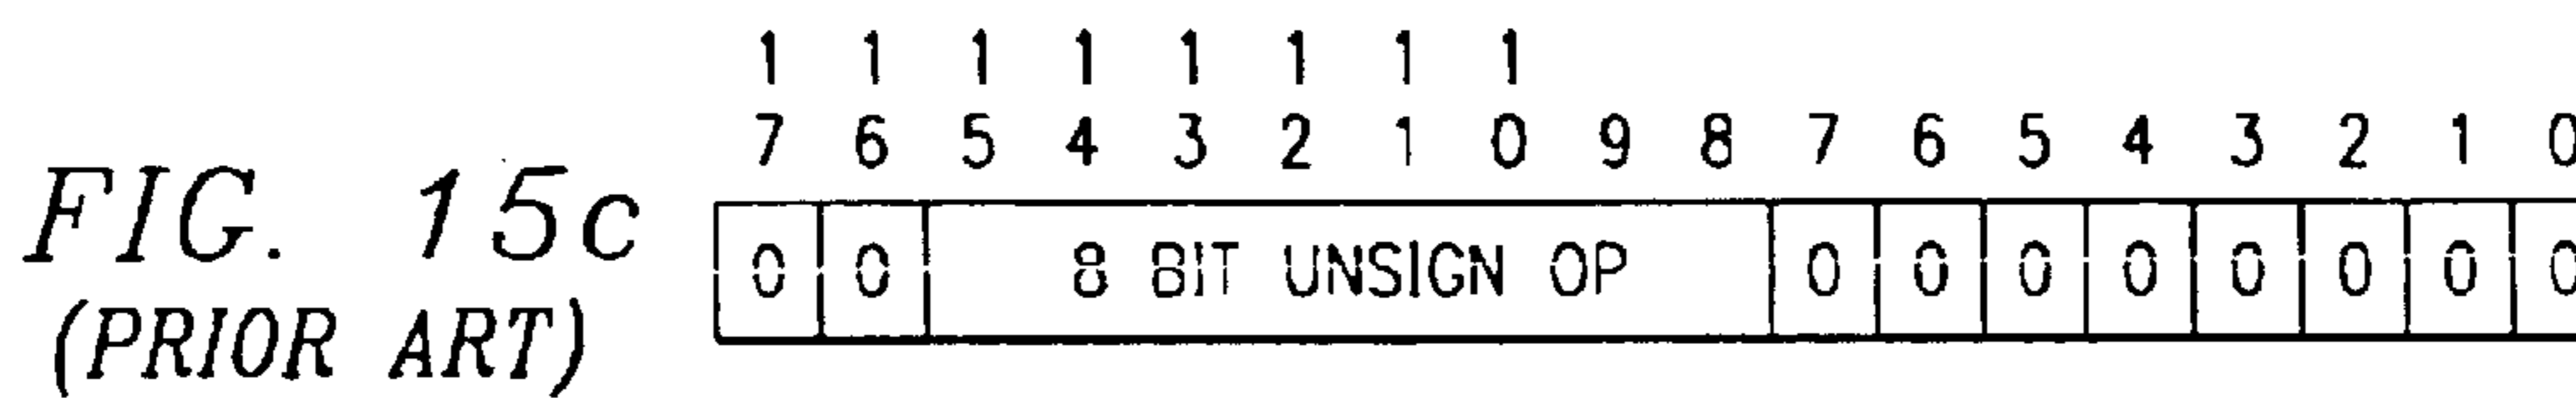 1 1 1 1 1 1 1 1
7 6 5 4 3 2 1 0 9 8 7 6 5 4 3 2 1 0
FIG. 15c
(PRIOR ART)
0 0 8 BIT UNSIGN OP 0 0 0 0 0 0 0 0